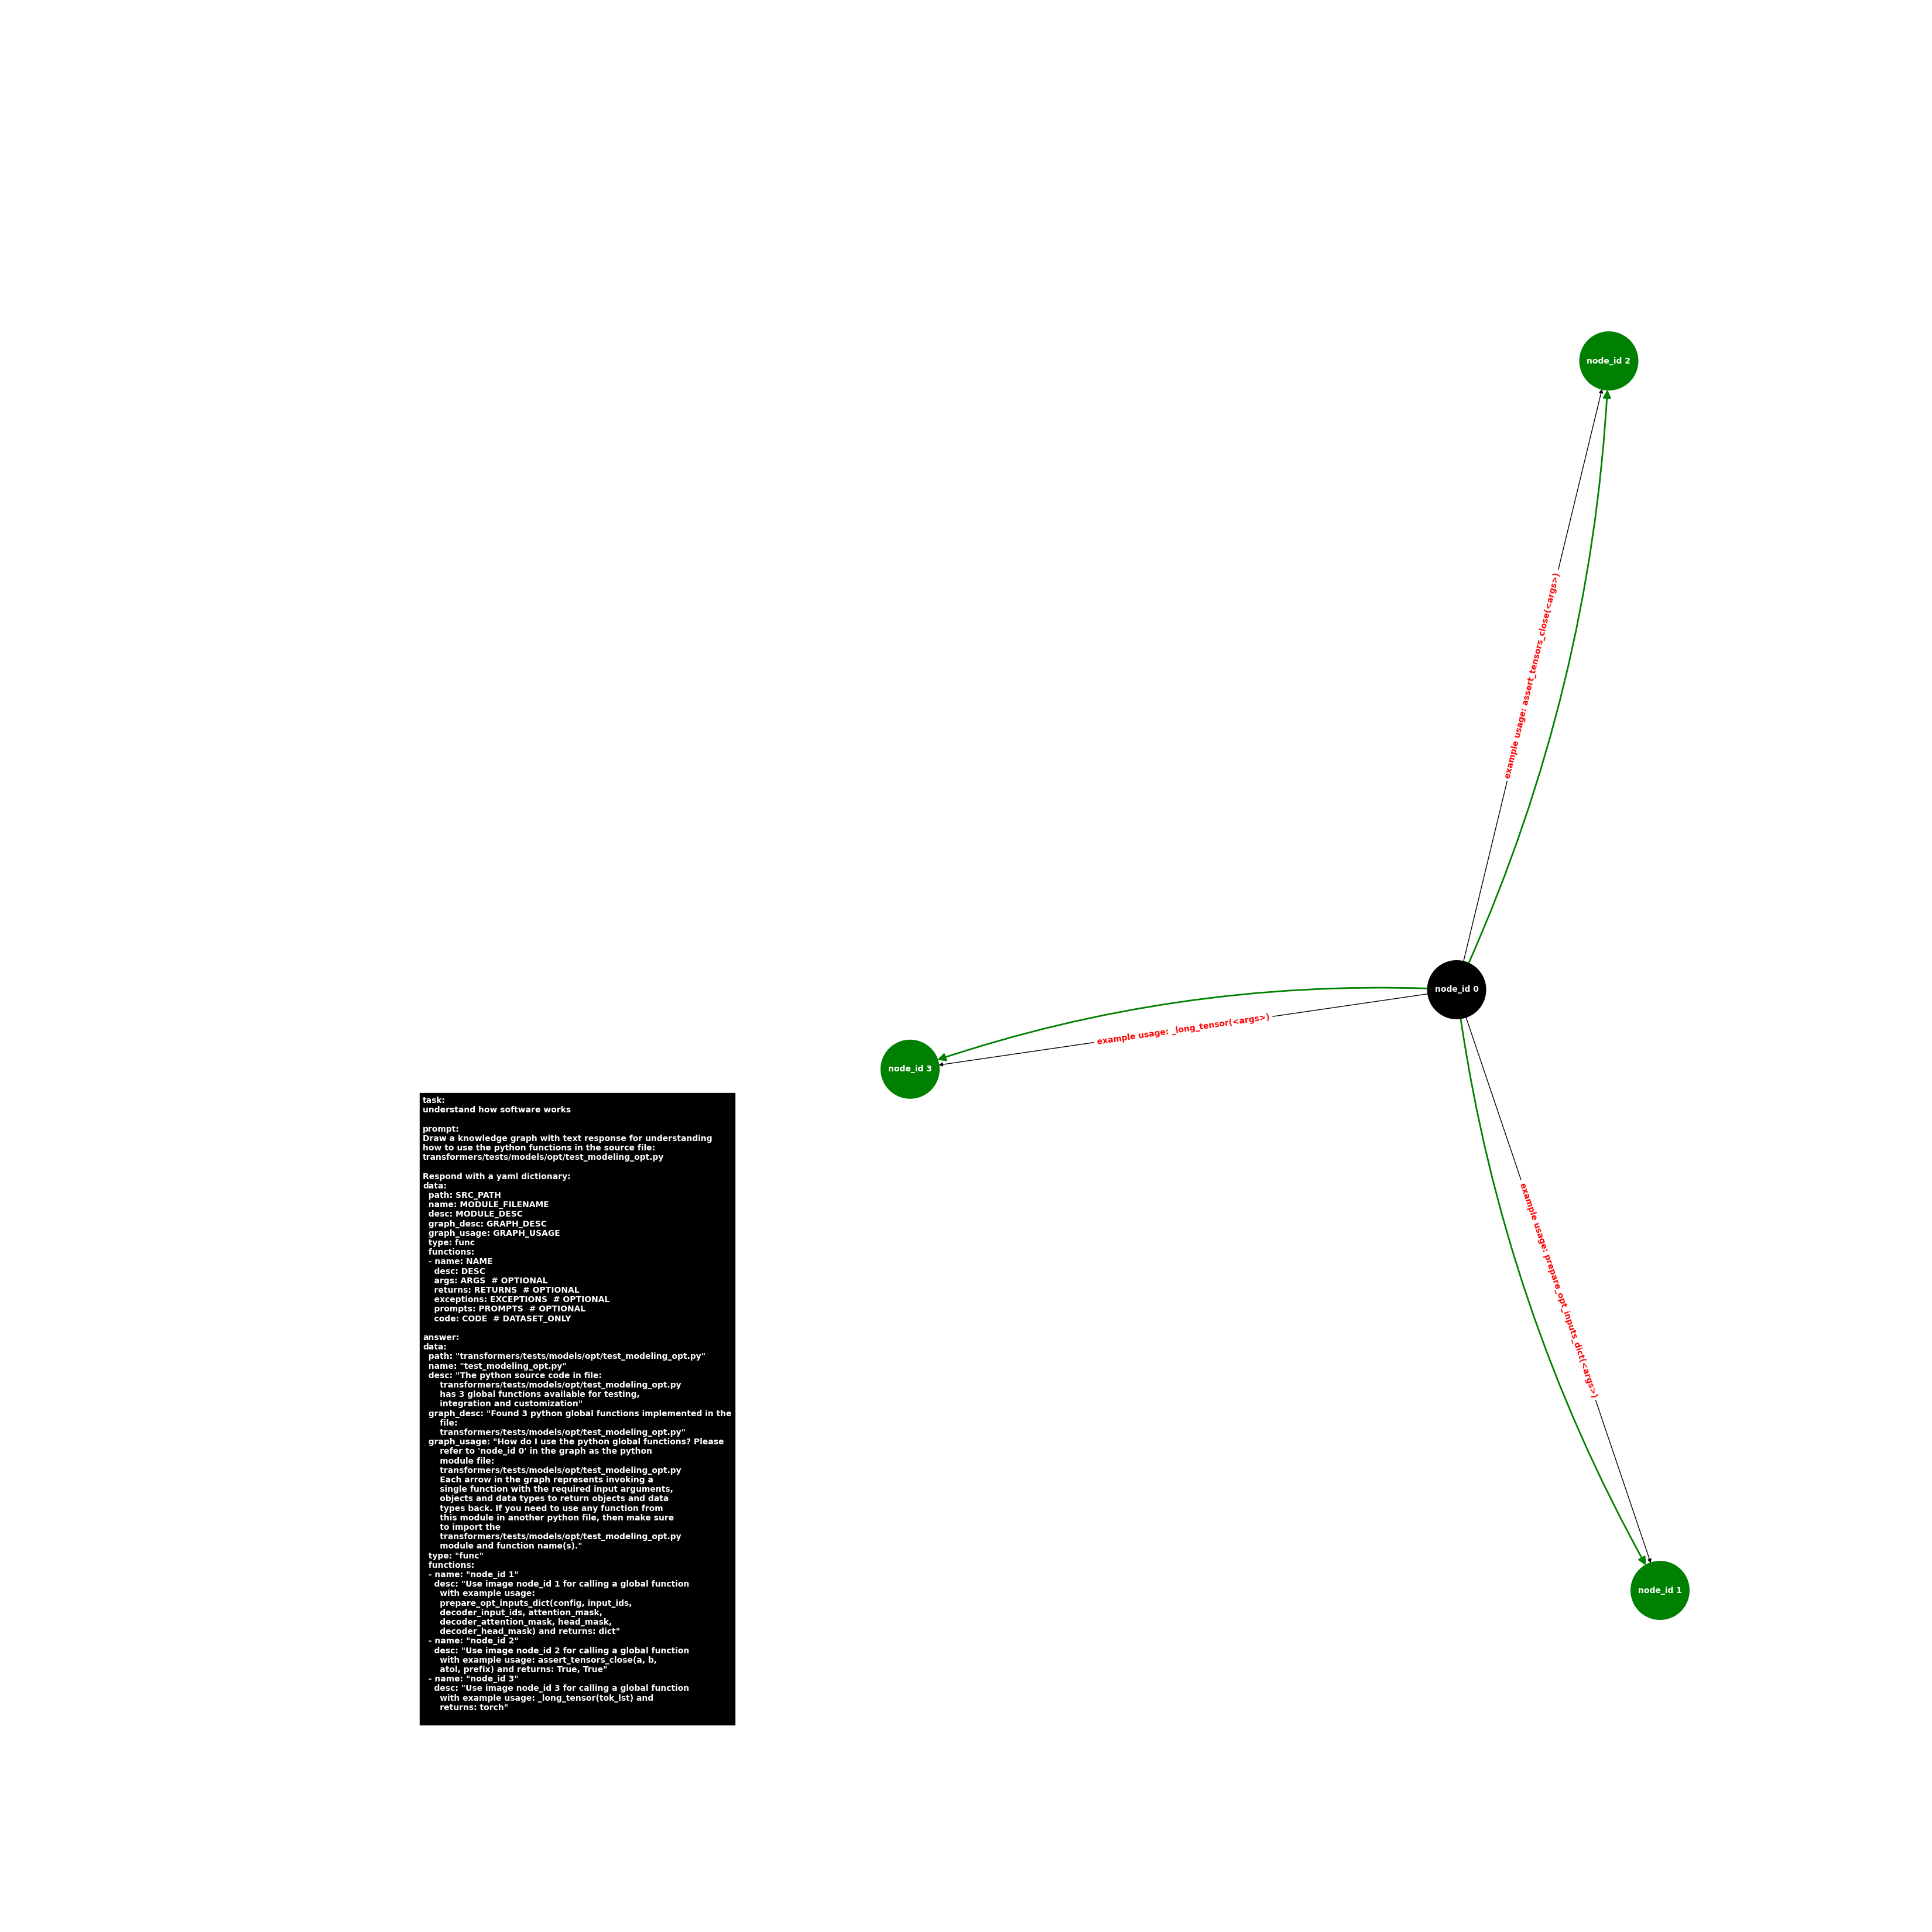 node_id 2
example usage: assert_tensors_close(<args>)
node_id 0
example usage: _long_tensor(<args>)
node_id 3
example usage: prepare_opt_inputs_dict(<args>)
node_id 1
task:
understand how software works

prompt:
Draw a knowledge graph with text response for understanding
how to use the python functions in the source file:
transformers/tests/models/opt/test_modeling_opt.py

Respond with a yaml dictionary:
data:
  path: SRC_PATH
  name: MODULE_FILENAME
  desc: MODULE_DESC
  graph_desc: GRAPH_DESC
  graph_usage: GRAPH_USAGE
  type: func
  functions:
  - name: NAME
    desc: DESC
    args: ARGS  # OPTIONAL
    returns: RETURNS  # OPTIONAL
    exceptions: EXCEPTIONS  # OPTIONAL
    prompts: PROMPTS  # OPTIONAL
    code: CODE  # DATASET_ONLY

answer:
data:
  path: "transformers/tests/models/opt/test_modeling_opt.py"
  name: "test_modeling_opt.py"
  desc: "The python source code in file:
      transformers/tests/models/opt/test_modeling_opt.py
      has 3 global functions available for testing,
      integration and customization"
  graph_desc: "Found 3 python global functions implemented in the
      file:
      transformers/tests/models/opt/test_modeling_opt.py"
  graph_usage: "How do I use the python global functions? Please
      refer to 'node_id 0' in the graph as the python
      module file:
      transformers/tests/models/opt/test_modeling_opt.py
      Each arrow in the graph represents invoking a
      single function with the required input arguments,
      objects and data types to return objects and data
      types back. If you need to use any function from
      this module in another python file, then make sure
      to import the
      transformers/tests/models/opt/test_modeling_opt.py
      module and function name(s)."
  type: "func"
  functions:
  - name: "node_id 1"
    desc: "Use image node_id 1 for calling a global function
      with example usage:
      prepare_opt_inputs_dict(config, input_ids,
      decoder_input_ids, attention_mask,
      decoder_attention_mask, head_mask,
      decoder_head_mask) and returns: dict"
  - name: "node_id 2"
    desc: "Use image node_id 2 for calling a global function
      with example usage: assert_tensors_close(a, b,
      atol, prefix) and returns: True, True"
  - name: "node_id 3"
    desc: "Use image node_id 3 for calling a global function
      with example usage: _long_tensor(tok_lst) and
      returns: torch"